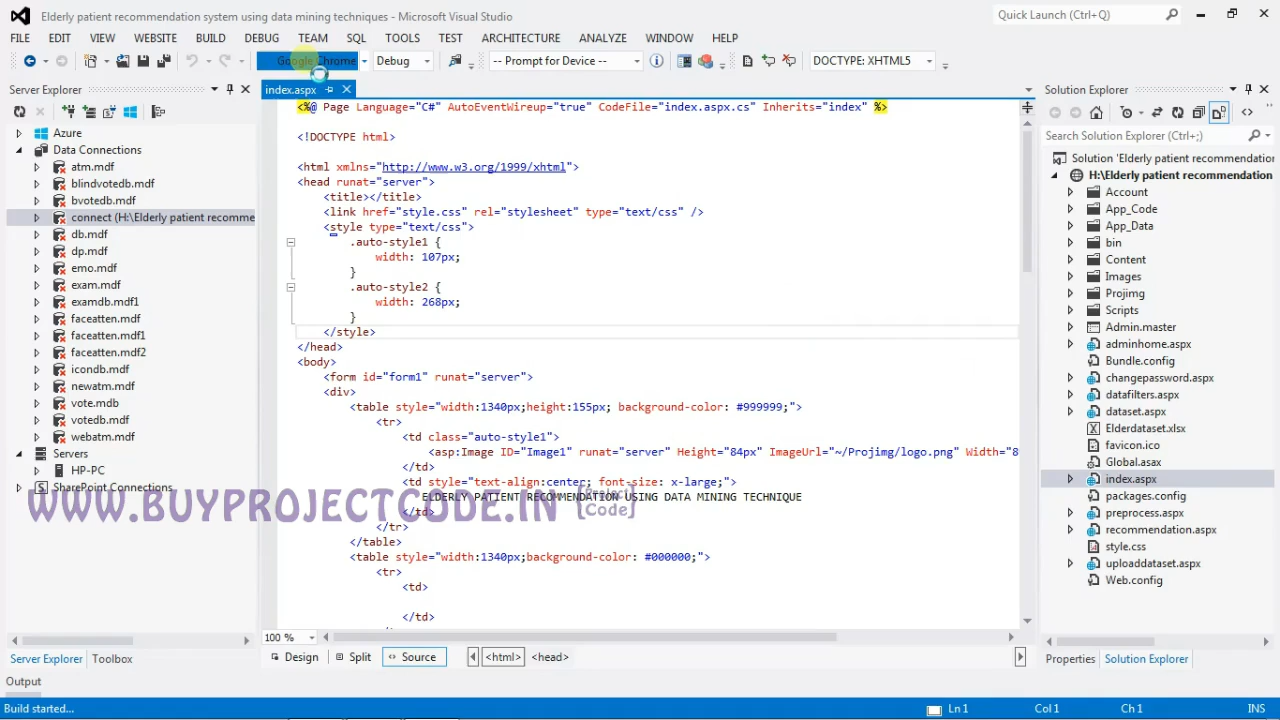 Elderly patient recommendation system using data mining techniques - Microsoft Visual Studio
Quick Launch (Ctrl+Q)
FILE EDIT VIEW WEBSITE BUILD DEBUG TEAM SQL TOOLS TEST ARCHITECTURE ANALYZE WINDOW HELP
Google Chrome Debug -- Prompt for Device -- DOCTYPE: XHTML5
Server Explorer
Azure
Data Connections
atm.mdf
blindvotedb.mdf
bvotedb.mdf
connect (H:\Elderly patient recomme
db.mdf
dp.mdf
emo.mdf
exam.mdf
examdb.mdf1
faceatten.mdf
faceatten.mdf1
faceatten.mdf2
icondb.mdf
newatm.mdf
vote.mdb
votedb.mdf
webatm.mdf
Servers
HP-PC
SharePoint Connections
Server Explorer Toolbox
index.aspx
<%@ Page Language="C#" AutoEventWireup="true" CodeFile="index.aspx.cs" Inherits="index" %>
<!DOCTYPE html>
<html xmlns="http://www.w3.org/1999/xhtml">
<head runat="server">
<title></title>
<link href="style.css" rel="stylesheet" type="text/css" />
<style type="text/css">
.auto-style1 {
width: 107px;
}
.auto-style2 {
width: 268px;
}
</style>
</head>
<body>
<form id="form1" runat="server">
<div>
<table style="width:1340px;height:155px; background-color: #999999;">
<tr>
<td class="auto-style1">
<asp:Image ID="Image1" runat="server" Height="84px" ImageUrl="~/Projimg/logo.png" Width="8
</td>
<td style="text-align:center; font-size: x-large;">
ELDERLY PATIENT RECOMMENDATION USING DATA MINING TECHNIQUE
</td>
</tr>
</table>
<table style="width:1340px;background-color: #000000;">
<tr>
<td>
</td>
WWW.BUYPROJECTCODE.IN {Project Code}
100 %
Design Split Source <html> <head>
Solution Explorer
Search Solution Explorer (Ctrl+;)
Solution 'Elderly patient recommendation
H:\Elderly patient recommendation
Account
App_Code
App_Data
bin
Content
Images
Projimg
Scripts
Admin.master
adminhome.aspx
Bundle.config
changepassword.aspx
datafilters.aspx
dataset.aspx
Elderdataset.xlsx
favicon.ico
Global.asax
index.aspx
packages.config
preprocess.aspx
recommendation.aspx
style.css
uploaddataset.aspx
Web.config
Properties Solution Explorer
Output
Build started... Ln 1 Col 1 Ch 1 INS